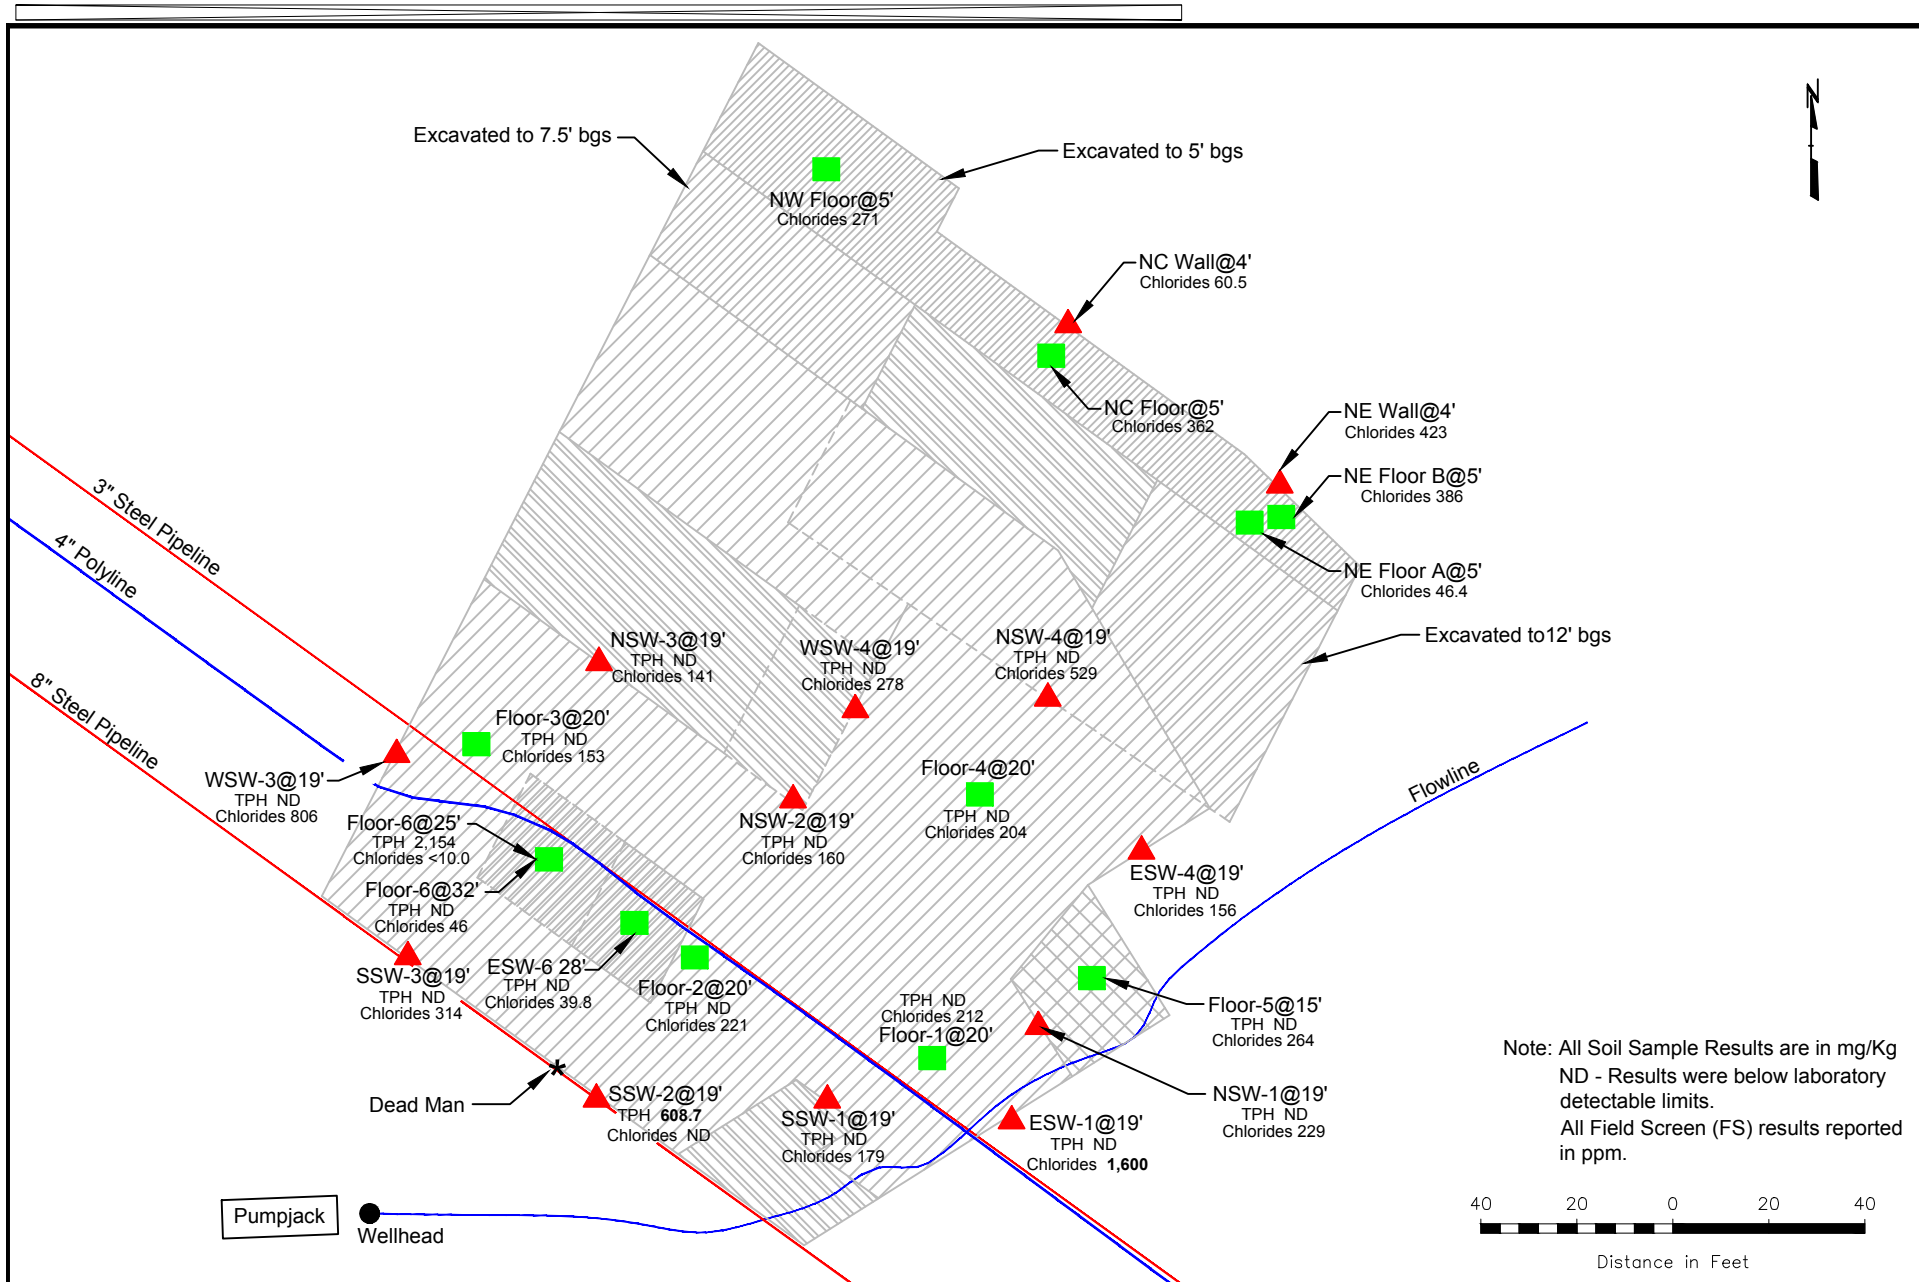 N
Excavated to 7.5' bgs
Excavated to 5' bgs
NW Floor@5'
Chlorides 271
NC Wall@4'
Chlorides 60.5
NC Floor@5'
Chlorides 362
NE Wall@4'
Chlorides 423
NE Floor B@5'
Chlorides 386
NE Floor A@5'
Chlorides 46.4
Excavated to12' bgs
3" Steel Pipeline
4" Polyline
8" Steel Pipeline
NSW-3@19'
TPH ND
Chlorides 141
WSW-4@19'
TPH ND
Chlorides 278
NSW-4@19'
TPH ND
Chlorides 529
Floor-3@20'
TPH ND
Chlorides 153
WSW-3@19'
TPH ND
Chlorides 806
Floor-4@20'
TPH ND
Chlorides 204
Flowline
NSW-2@19'
TPH ND
Chlorides 160
Floor-6@25'
TPH 2,154
Chlorides <10.0
Floor-6@32'
TPH ND
Chlorides 46
ESW-4@19'
TPH ND
Chlorides 156
SSW-3@19'
TPH ND
Chlorides 314
ESW-6 28'
TPH ND
Chlorides 39.8
Floor-2@20'
TPH ND
Chlorides 221
TPH ND
Chlorides 212
Floor-1@20'
Floor-5@15'
TPH ND
Chlorides 264
Dead Man
*
SSW-2@19'
TPH 608.7
Chlorides ND
SSW-1@19'
TPH ND
Chlorides 179
ESW-1@19'
TPH ND
Chlorides 1,600
NSW-1@19'
TPH ND
Chlorides 229
Pumpjack
Wellhead
Note: All Soil Sample Results are in mg/Kg
ND - Results were below laboratory
detectable limits.
All Field Screen (FS) results reported
in ppm.
40 20 0 20 40
Distance in Feet